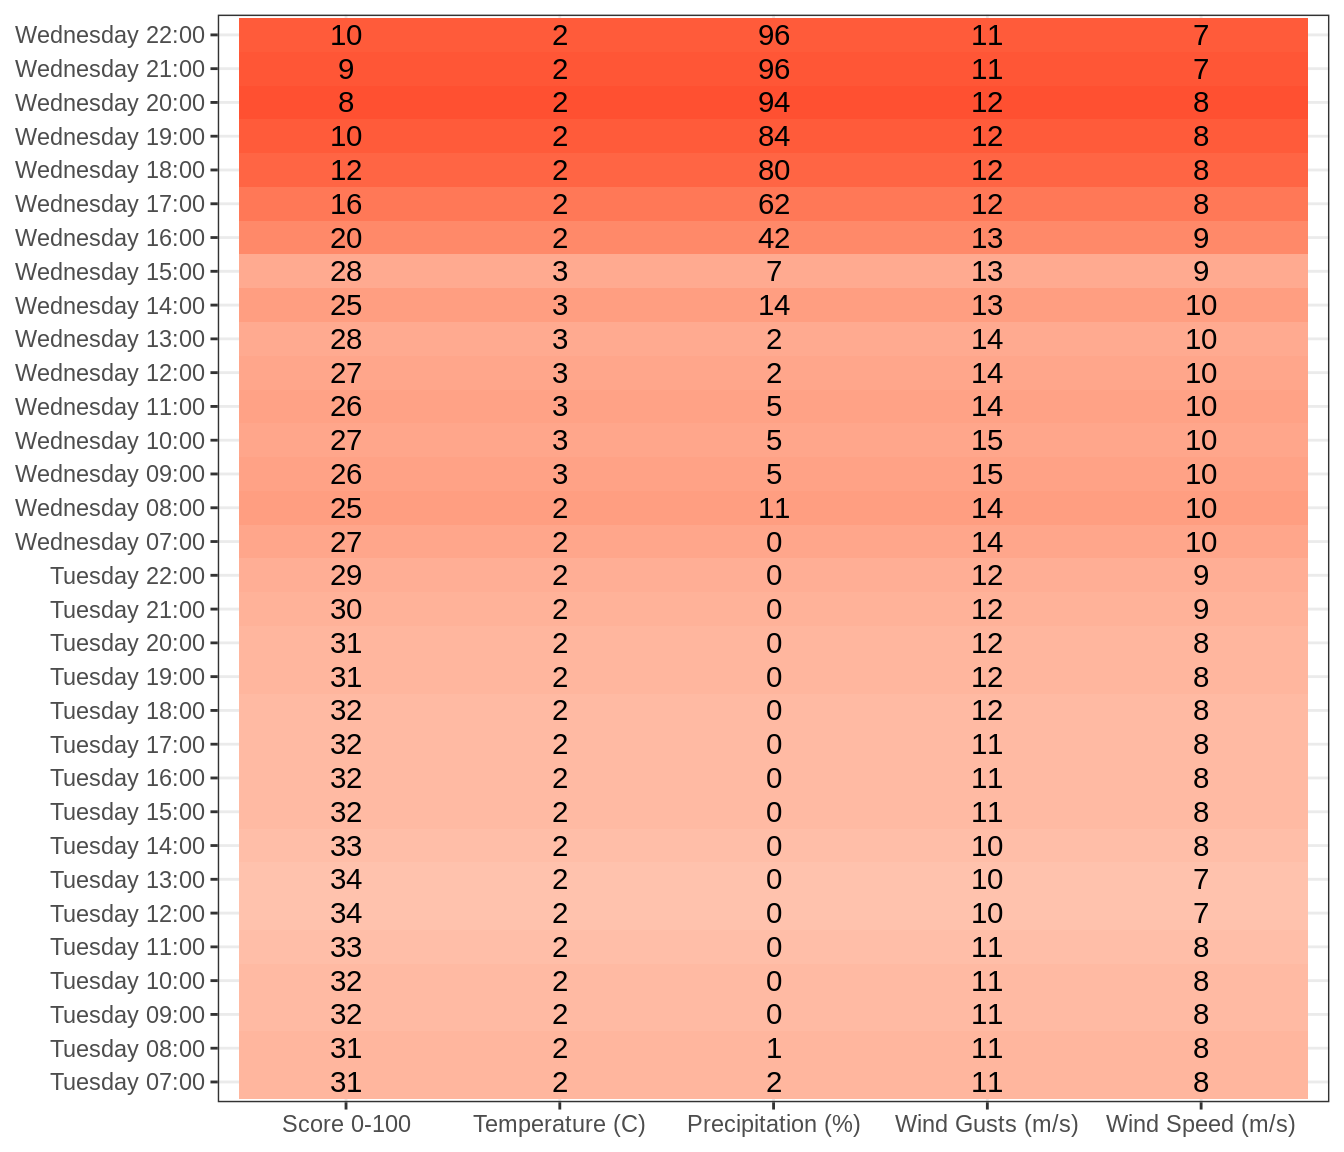 Wednesday 22:00 10 2 96 11 7
Wednesday 21:00 9 2 96 11 7
Wednesday 20:00 8 2 94 12 8
Wednesday 19:00 10 2 84 12 8
Wednesday 18:00 12 2 80 12 8
Wednesday 17:00 16 2 62 12 8
Wednesday 16:00 20 2 42 13 9
Wednesday 15:00 28 3 7 13 9
Wednesday 14:00 25 3 14 13 10
Wednesday 13:00 28 3 2 14 10
Wednesday 12:00 27 3 2 14 10
Wednesday 11:00 26 3 5 14 10
Wednesday 10:00 27 3 5 15 10
Wednesday 09:00 26 3 5 15 10
Wednesday 08:00 25 2 11 14 10
Wednesday 07:00 27 2 0 14 10
Tuesday 22:00 29 2 0 12 9
Tuesday 21:00 30 2 0 12 9
Tuesday 20:00 31 2 0 12 8
Tuesday 19:00 31 2 0 12 8
Tuesday 18:00 32 2 0 12 8
Tuesday 17:00 32 2 0 11 8
Tuesday 16:00 32 2 0 11 8
Tuesday 15:00 32 2 0 11 8
Tuesday 14:00 33 2 0 10 8
Tuesday 13:00 34 2 0 10 7
Tuesday 12:00 34 2 0 10 7
Tuesday 11:00 33 2 0 11 8
Tuesday 10:00 32 2 0 11 8
Tuesday 09:00 32 2 0 11 8
Tuesday 08:00 31 2 1 11 8
Tuesday 07:00 31 2 2 11 8
Score 0-100 Temperature (C) Precipitation (%) Wind Gusts (m/s) Wind Speed (m/s)